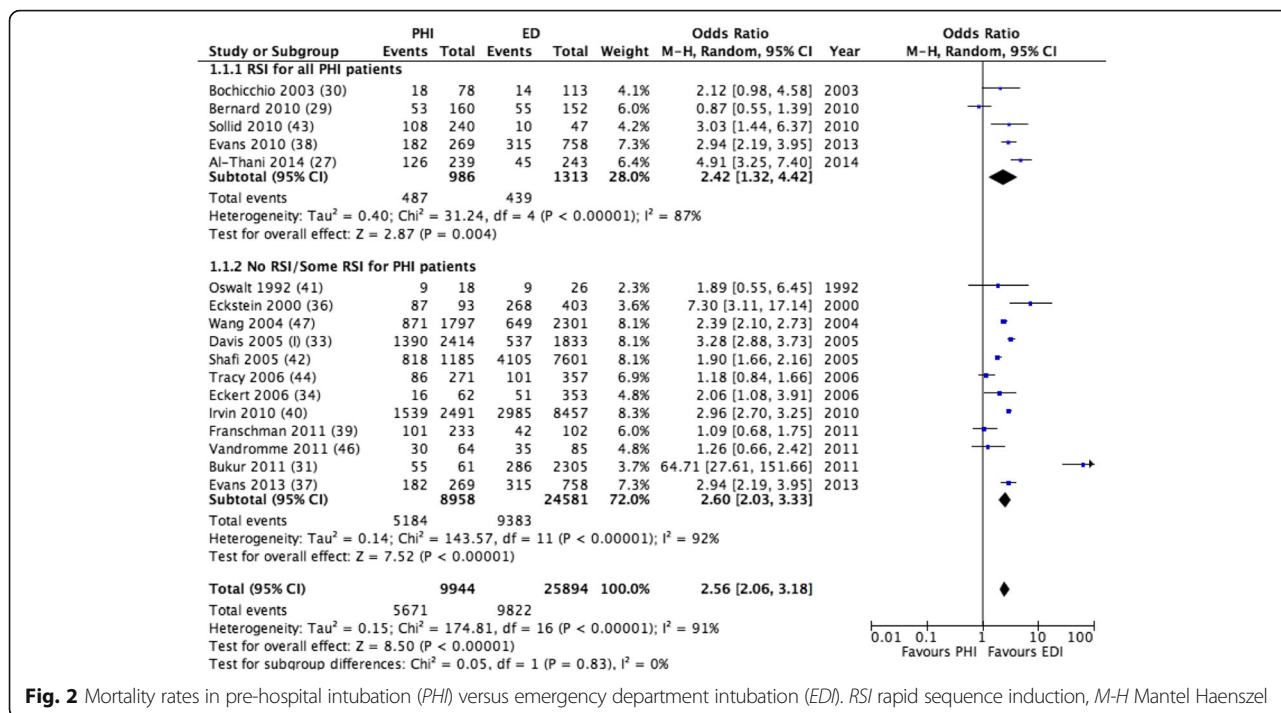 PHI ED Odds Ratio Odds Ratio
Study or Subgroup Events Total Events Total Weight M-H, Random, 95% CI Year M-H, Random, 95% CI
1.1.1 RSI for all PHI patients
Bochicchio 2003 (30) 18 78 14 113 4.1% 2.12 [0.98, 4.58] 2003
Bernard 2010 (29) 53 160 55 152 6.0% 0.87 [0.55, 1.39] 2010
Sollid 2010 (43) 108 240 10 47 4.2% 3.03 [1.44, 6.37] 2010
Evans 2010 (38) 182 269 315 758 7.3% 2.94 [2.19, 3.95] 2013
Al-Thani 2014 (27) 126 239 45 243 6.4% 4.91 [3.25, 7.40] 2014
Subtotal (95% CI) 986 1313 28.0% 2.42 [1.32, 4.42]
Total events 487 439
Heterogeneity: Tau² = 0.40; Chi² = 31.24, df = 4 (P < 0.00001); I² = 87%
Test for overall effect: Z = 2.87 (P = 0.004)
1.1.2 No RSI/Some RSI for PHI patients
Oswalt 1992 (41) 9 18 9 26 2.3% 1.89 [0.55, 6.45] 1992
Eckstein 2000 (36) 87 93 268 403 3.6% 7.30 [3.11, 17.14] 2000
Wang 2004 (47) 871 1797 649 2301 8.1% 2.39 [2.10, 2.73] 2004
Davis 2005 (I) (33) 1390 2414 537 1833 8.1% 3.28 [2.88, 3.73] 2005
Shafi 2005 (42) 818 1185 4105 7601 8.1% 1.90 [1.66, 2.16] 2005
Tracy 2006 (44) 86 271 101 357 6.9% 1.18 [0.84, 1.66] 2006
Eckert 2006 (34) 16 62 51 353 4.8% 2.06 [1.08, 3.91] 2006
Irvin 2010 (40) 1539 2491 2985 8457 8.3% 2.96 [2.70, 3.25] 2010
Franschman 2011 (39) 101 233 42 102 6.0% 1.09 [0.68, 1.75] 2011
Vandromme 2011 (46) 30 64 35 85 4.8% 1.26 [0.66, 2.42] 2011
Bukur 2011 (31) 55 61 286 2305 3.7% 64.71 [27.61, 151.66] 2011
Evans 2013 (37) 182 269 315 758 7.3% 2.94 [2.19, 3.95] 2013
Subtotal (95% CI) 8958 24581 72.0% 2.60 [2.03, 3.33]
Total events 5184 9383
Heterogeneity: Tau² = 0.14; Chi² = 143.57, df = 11 (P < 0.00001); I² = 92%
Test for overall effect: Z = 7.52 (P < 0.00001)
Total (95% CI) 9944 25894 100.0% 2.56 [2.06, 3.18]
Total events 5671 9822
Heterogeneity: Tau² = 0.15; Chi² = 174.81, df = 16 (P < 0.00001); I² = 91%
Test for overall effect: Z = 8.50 (P < 0.00001)
Test for subgroup differences: Chi² = 0.05, df = 1 (P = 0.83), I² = 0%
0.01 0.1 1 10 100
Favours PHI Favours EDI
Fig. 2 Mortality rates in pre-hospital intubation (PHI) versus emergency department intubation (EDI). RSI rapid sequence induction, M-H Mantel Haenszel